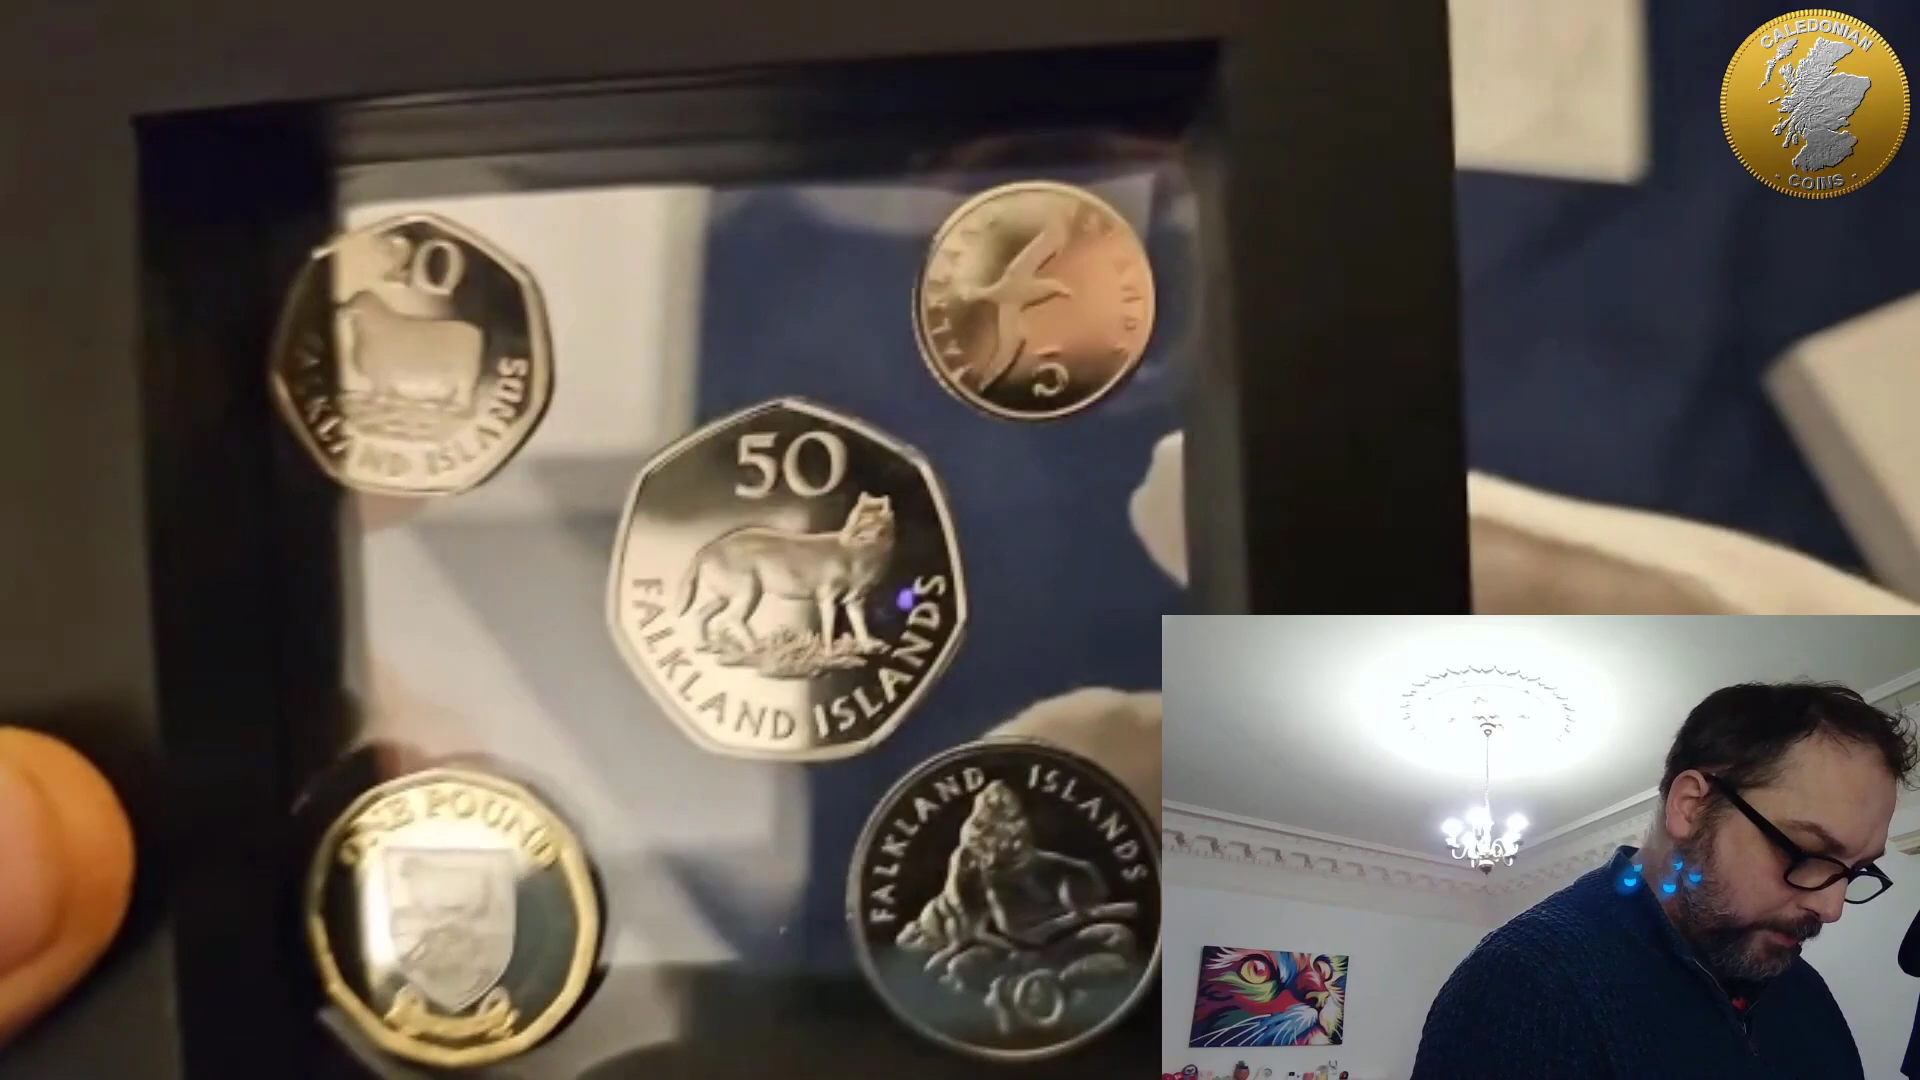 CALEDONIAN
COINS
20
FALKLAND ISLANDS
50
FALKLAND ISLANDS
ONE POUND
FALKLAND ISLANDS
10